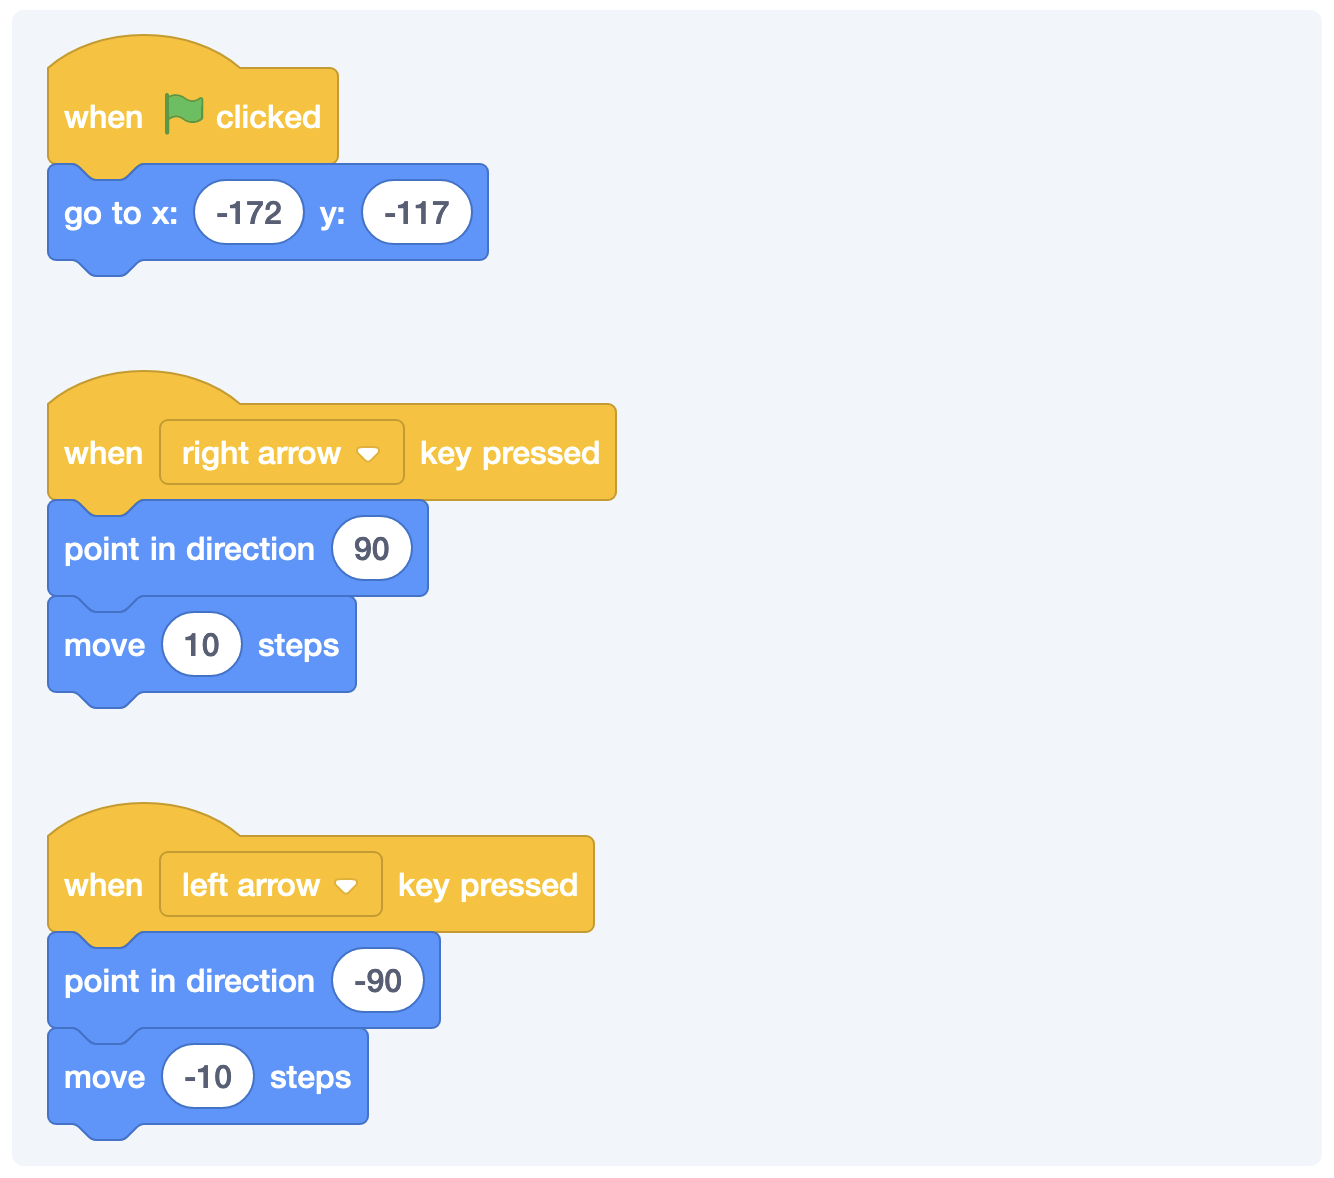 when clicked
go to x: -172 y: -117
when right arrow key pressed
point in direction 90
move 10 steps
when left arrow key pressed
point in direction -90
move -10 steps